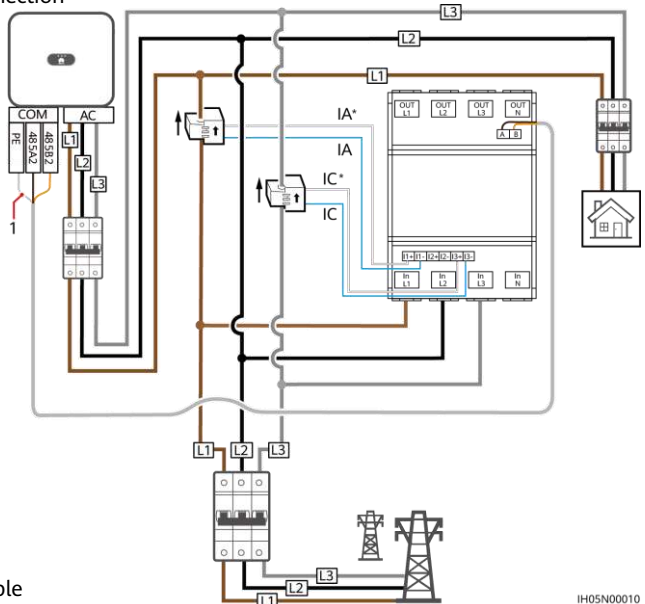 nection
L3
L2
L1
COM AC
PE 485A2 485B2
L1
L2
L3
1
IA*
IA
IC*
IC
OUT L1 OUT L2 OUT L3 OUT N
A B
I1+ I1- I2+ I2- I3+ I3-
In L1 In L2 In L3 In N
L1 L2 L3
L3
L2
L1
ble
IH05N00010